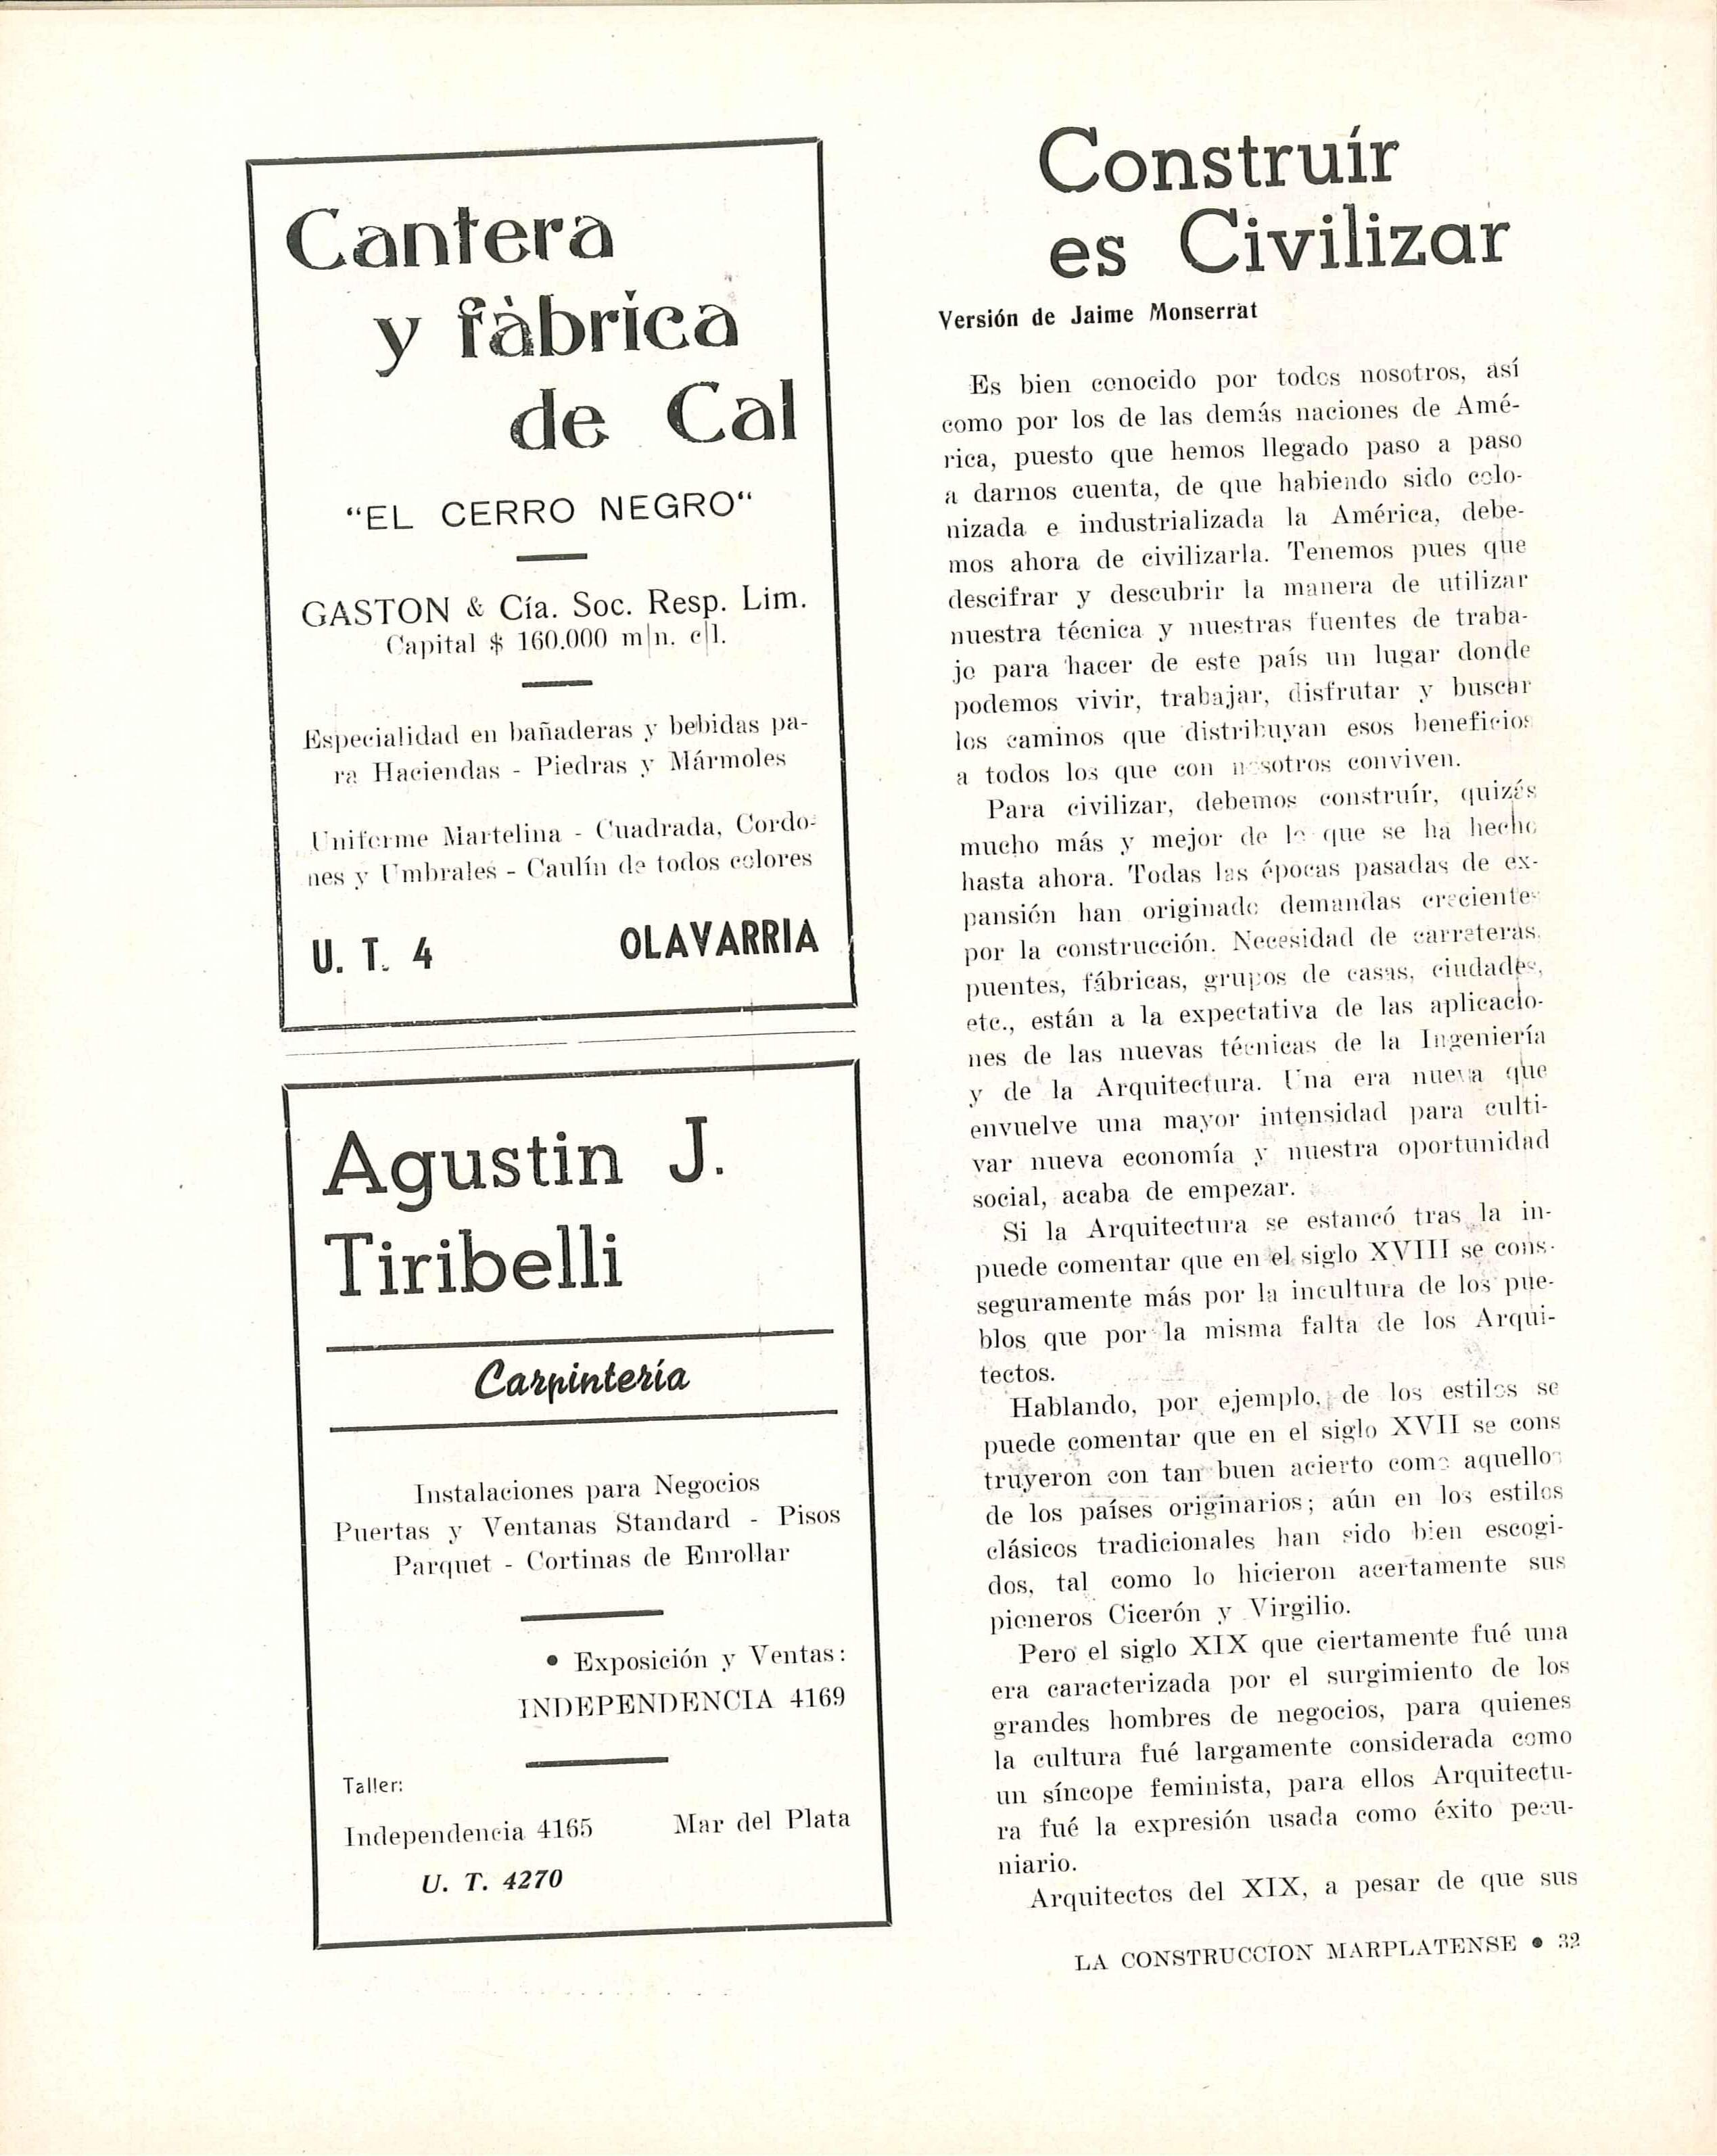 Cantera
y fàbrica
de Cal
“EL CERRO NEGRO“
GASTON & Cía. Soc. Resp. Lim.
Capital $ 160.000 m|n. c|l.
Especialidad en bañaderas y bebidas pa-
ra Haciendas - Piedras y Mármoles
Uniforme Martelina - Cuadrada, Cordo-
nes y Umbrales - Caulín de todos colores
U. T. 4 OLAVARRIA
Agustin J.
Tiribelli
Carpintería
Instalaciones para Negocios
Puertas y Ventanas Standard - Pisos
Parquet - Cortinas de Enrollar
• Exposición y Ventas:
INDEPENDENCIA 4169
Taller:
Independencia 4165 Mar del Plata
U. T. 4270
Construír
es Civilizar
Versión de Jaime Monserrat
Es bien conocido por todos nosotros, así
como por los de las demás naciones de Amé-
rica, puesto que hemos llegado paso a paso
a darnos cuenta, de que habiendo sido colo-
nizada e industrializada la América, debe-
mos ahora de civilizarla. Tenemos pues que
descifrar y descubrir la manera de utilizar
nuestra técnica y nuestras fuentes de traba-
jo para hacer de este país un lugar donde
podemos vivir, trabajar, disfrutar y buscar
los caminos que distribuyan esos beneficios
a todos los que con nosotros conviven.
Para civilizar, debemos construír, quizás
mucho más y mejor de lo que se ha hecho
hasta ahora. Todas las épocas pasadas de ex-
pansión han originado demandas crecientes
por la construcción. Necesidad de carreteras,
puentes, fábricas, grupos de casas, ciudades,
etc., están a la expectativa de las aplicacio-
nes de las nuevas técnicas de la Ingeniería
y de la Arquitectura. Una era nueva que
envuelve una mayor intensidad para culti-
var nueva economía y nuestra oportunidad
social, acaba de empezar.
Si la Arquitectura se estancó tras la in-
puede comentar que en el siglo XVIII se cons-
seguramente más por la incultura de los pue-
blos que por la misma falta de los Arqui-
tectos.
Hablando, por ejemplo, de los estilos se
puede comentar que en el siglo XVII se cons
truyeron con tan buen acierto como aquellos
de los países originarios; aún en los estilos
clásicos tradicionales han sido bien escogi-
dos, tal como lo hicieron acertamente sus
pioneros Cicerón y Virgilio.
Pero el siglo XIX que ciertamente fué una
era caracterizada por el surgimiento de los
grandes hombres de negocios, para quienes
la cultura fué largamente considerada como
un síncope feminista, para ellos Arquitectu-
ra fué la expresión usada como éxito pecu-
niario.
Arquitectos del XIX, a pesar de que sus
LA CONSTRUCCION MARPLATENSE • 32